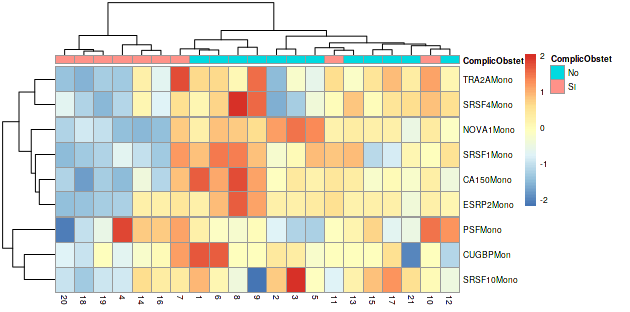 ComplicObstet
TRA2AMono
SRSF4Mono
NOVA1Mono
SRSF1Mono
CA150Mono
ESRP2Mono
PSFMono
CUGBPMon
SRSF10Mono
20 18 19 4 14 16 7 1 6 8 9 2 3 5 11 13 15 17 21 10 12
2
1
0
-1
-2
ComplicObstet
No
SI